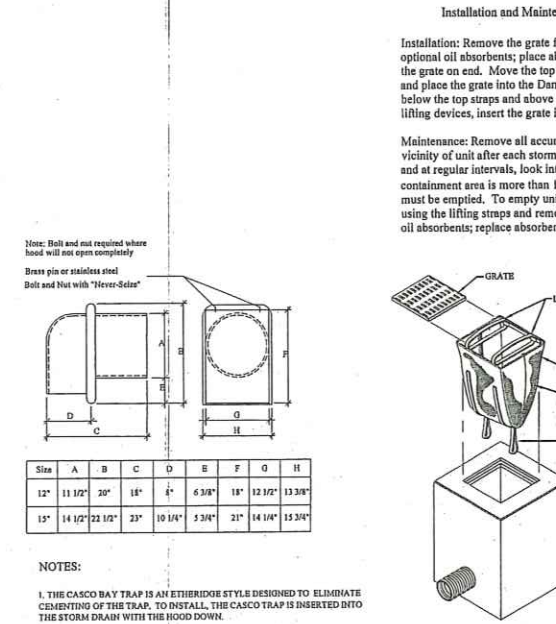 Installation and Mainte
Installation: Remove the grate f
optional oil absorbents; place al
the grate on end. Move the top
and place the grate into the Dan
below the top straps and above
lifting devices, insert the grate i
Maintenance: Remove all accur
vicinity of unit after each storm
and at regular intervals, look int
containment area is more than 1
must be emptied. To empty uni
using the lifting straps and remo
oil absorbents; replace absorber
Note: Bolt and nut required where
hood will not open completely
Brass pin or stainless steel
Bolt and Nut with "Never-Seize"
GRATE
L
A
B
E
F
D
C
G
H
Size A B C D E F G H
12" 11 1/2" 20" 18" 8" 6 3/8" 18" 12 1/2" 13 3/8"
15" 14 1/2" 22 1/2" 23" 10 1/4" 5 3/4" 21" 14 1/4" 15 3/4"
NOTES:
1. THE CASCO BAY TRAP IS AN ETHERIDGE STYLE DESIGNED TO ELIMINATE
CEMENTING OF THE TRAP. TO INSTALL, THE CASCO TRAP IS INSERTED INTO
THE STORM DRAIN WITH THE HOOD DOWN.